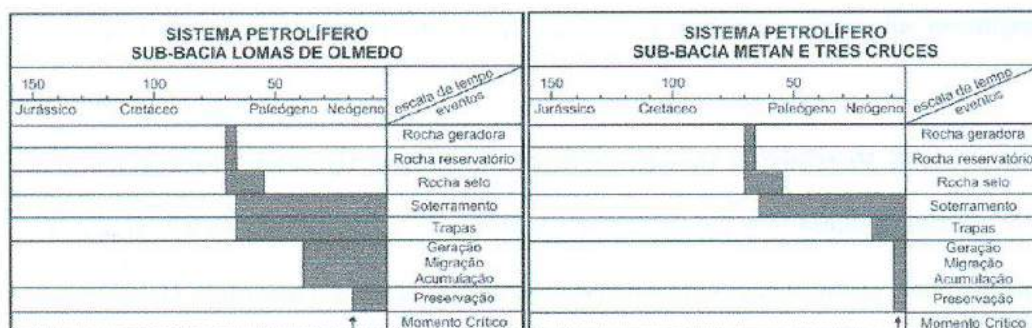 SISTEMA PETROLÍFERO
SUB-BACIA LOMAS DE OLMEDO
150 100 50
Jurássico Cretáceo Paleógeno Neógeno
escala de tempo
eventos
Rocha geradora
Rocha reservatório
Rocha selo
Soterramento
Trapas
Geração
Migração
Acumulação
Preservação
Momento Crítico
SISTEMA PETROLÍFERO
SUB-BACIA METAN E TRES CRUCES
150 100 50
Jurássico Cretáceo Paleógeno Neógeno
escala de tempo
eventos
Rocha geradora
Rocha reservatório
Rocha selo
Soterramento
Trapas
Geração
Migração
Acumulação
Preservação
Momento Crítico